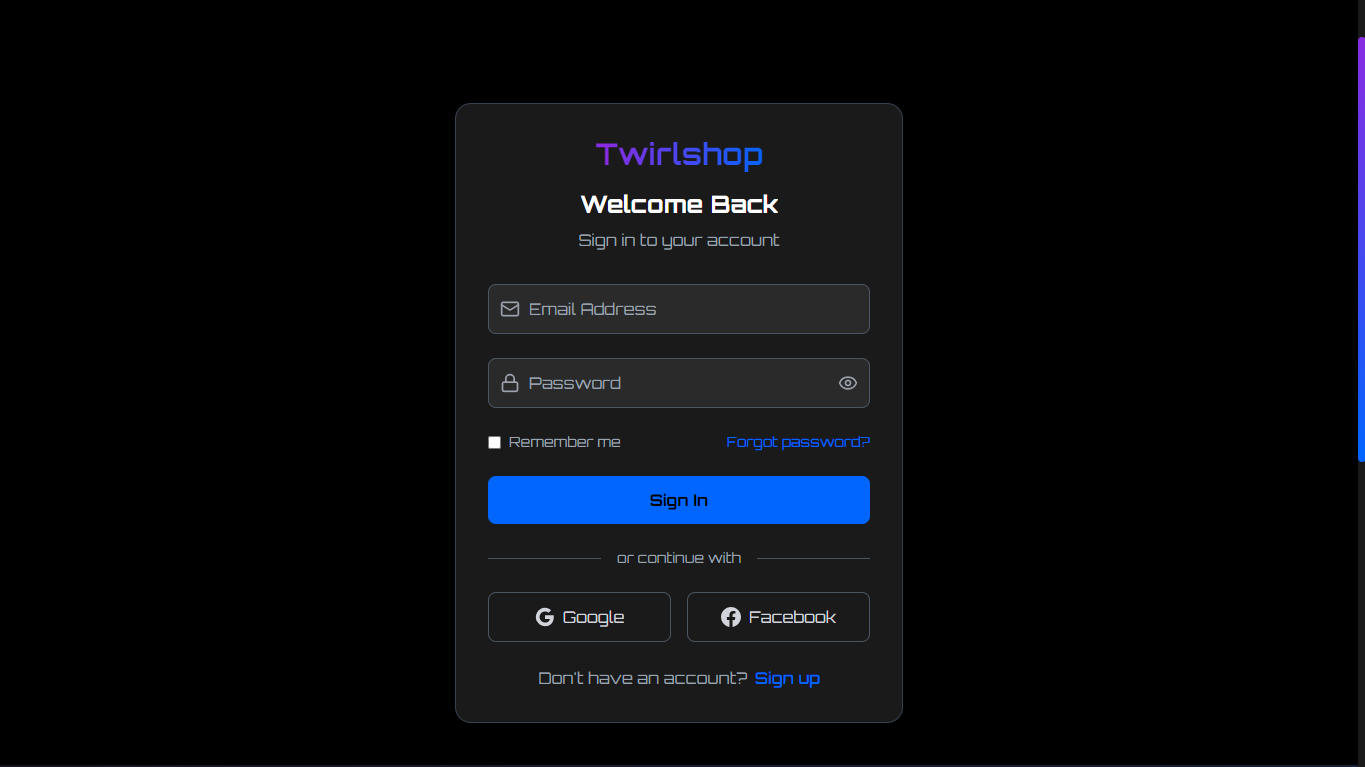 Twirlshop
Welcome Back
Sign in to your account
Email Address
Password
Remember me Forgot password?
Sign In
or continue with
Google Facebook
Don't have an account? Sign up